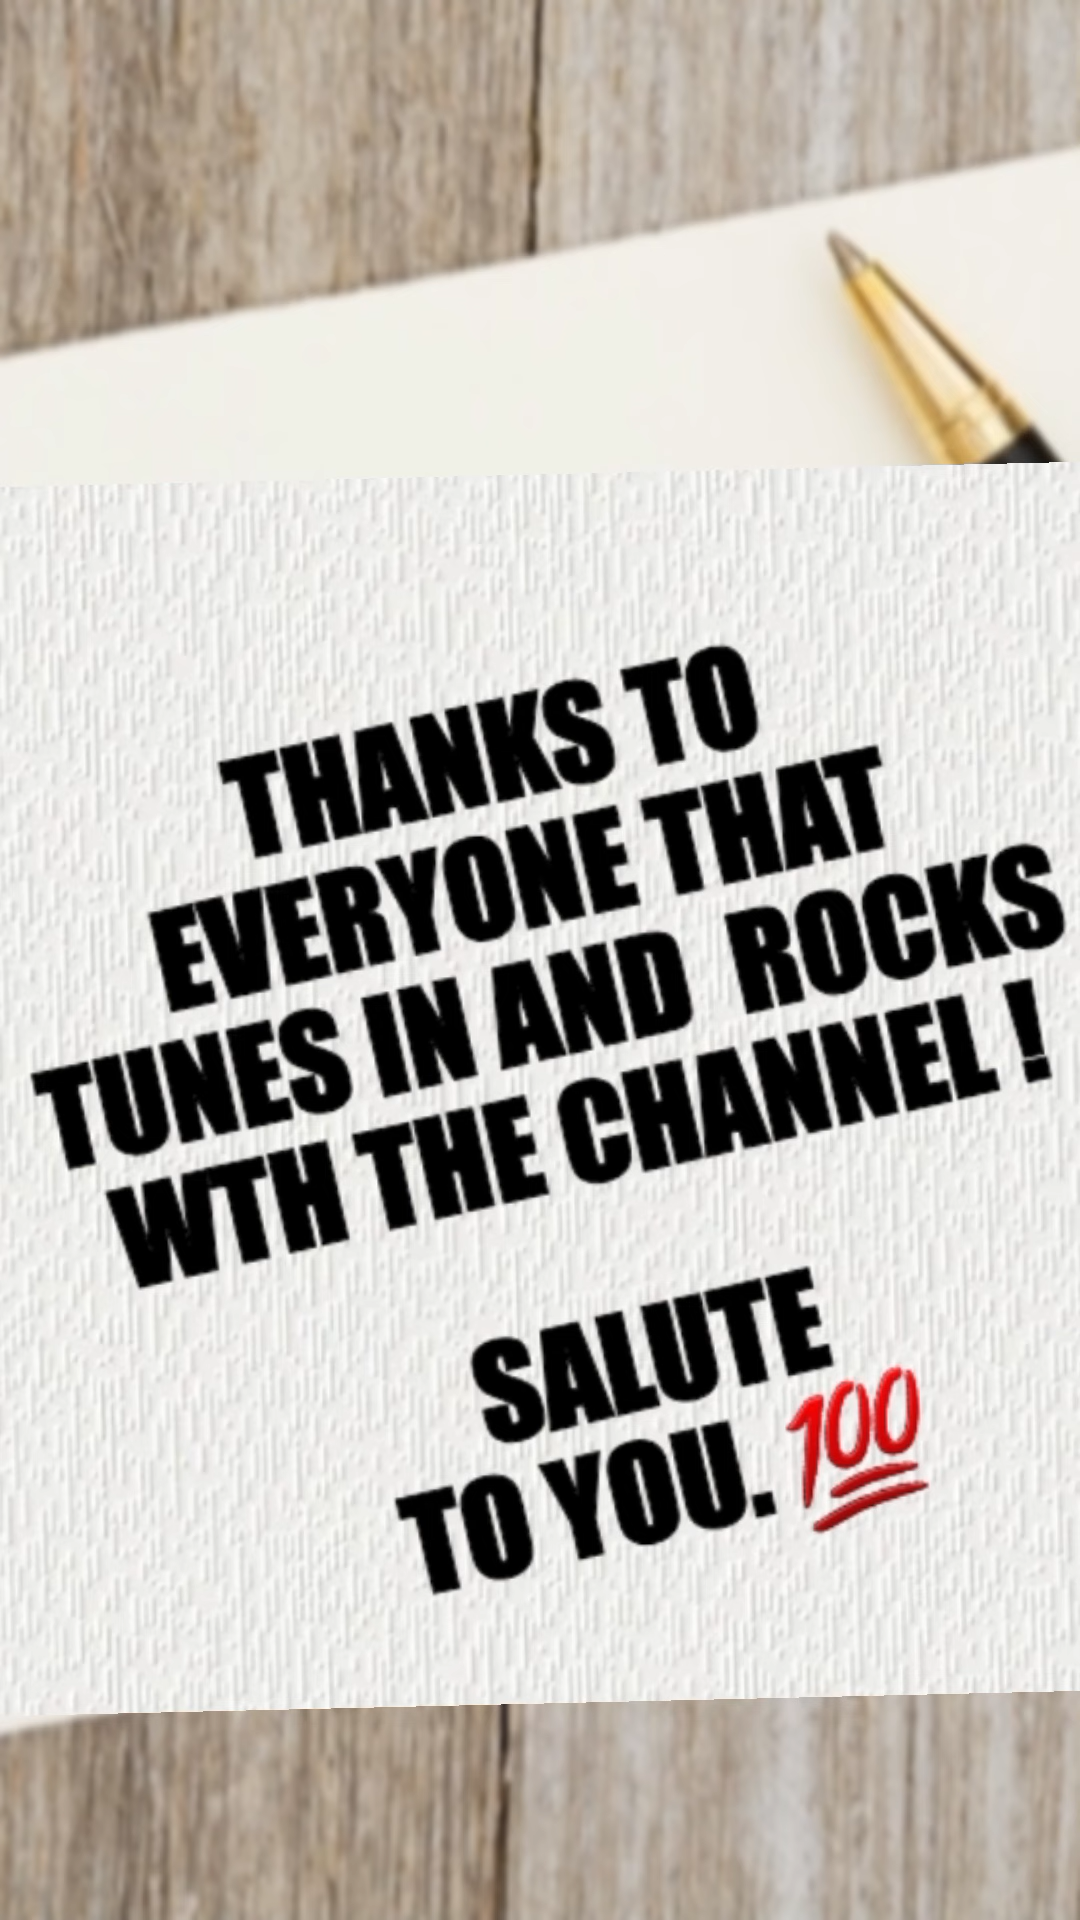 THANKS TO
EVERYONE THAT
TUNES IN AND ROCKS
WTH THE CHANNEL !
SALUTE
TO YOU. 💯